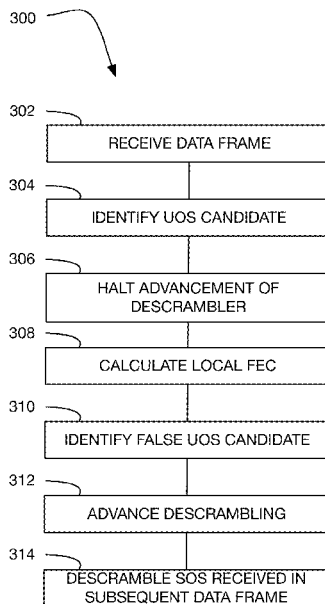 300
302
RECEIVE DATA FRAME
304
IDENTIFY UOS CANDIDATE
306
HALT ADVANCEMENT OF
DESCRAMBLER
308
CALCULATE LOCAL FEC
310
IDENTIFY FALSE UOS CANDIDATE
312
ADVANCE DESCRAMBLING
314
DESCRAMBLE SOS RECEIVED IN
SUBSEQUENT DATA FRAME